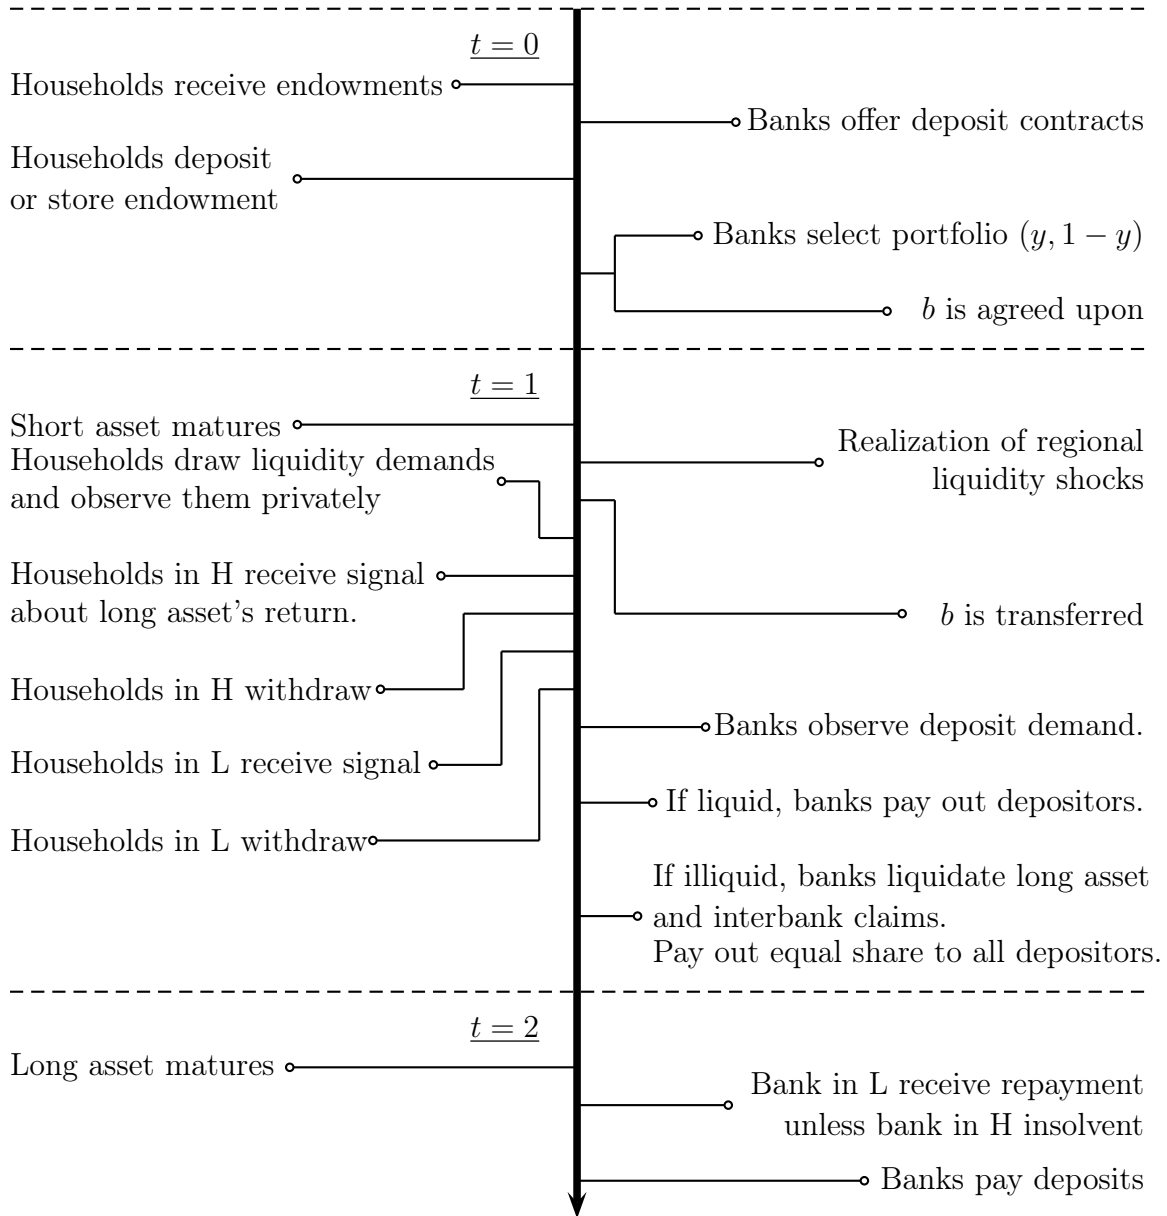 t = 0
Households receive endowments
Banks offer deposit contracts
Households deposit
or store endowment
Banks select portfolio (y, 1 − y)
b is agreed upon
t = 1
Short asset matures
Realization of regional
liquidity shocks
Households draw liquidity demands
and observe them privately
Households in H receive signal
about long asset's return.
b is transferred
Households in H withdraw
Banks observe deposit demand.
Households in L receive signal
If liquid, banks pay out depositors.
Households in L withdraw
If illiquid, banks liquidate long asset
and interbank claims.
Pay out equal share to all depositors.
t = 2
Long asset matures
Bank in L receive repayment
unless bank in H insolvent
Banks pay deposits